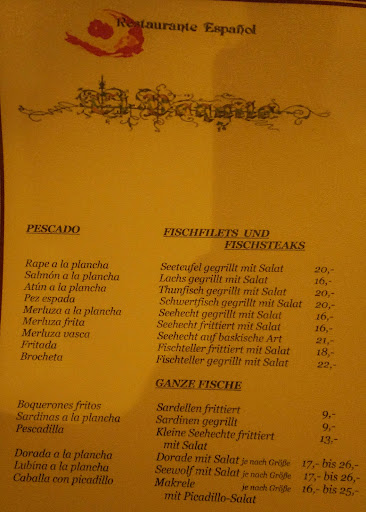 Restaurante Español
PESCADO FISCHFILETS UND
FISCHSTEAKS
Rape a la plancha Seeteufel gegrillt mit Salat 20,-
Salmón a la plancha Lachs gegrillt mit Salat 16,-
Atún a la plancha Thunfisch gegrillt mit Salat 20,-
Pez espada Schwertfisch gegrillt mit Salat 20,-
Merluza a la plancha Seehecht gegrillt mit Salat 16,-
Merluza frita Seehecht frittiert mit Salat 16,-
Merluza vasca Seehecht auf baskische Art 21,-
Fritada Fischteller frittiert mit Salat 18,-
Brocheta Fischteller gegrillt mit Salat 22,-
GANZE FISCHE
Boquerones fritos Sardellen frittiert 9,-
Sardinas a la plancha Sardinen gegrillt 9,-
Pescadilla Kleine Seehechte frittiert 13,-
mit Salat
Dorada a la plancha Dorade mit Salat je nach Größe 17,- bis 26,-
Lubina a la plancha Seewolf mit Salat je nach Größe 17,- bis 26,-
Caballa con picadillo Makrele je nach Größe 16,- bis 25,-
mit Picadillo-Salat